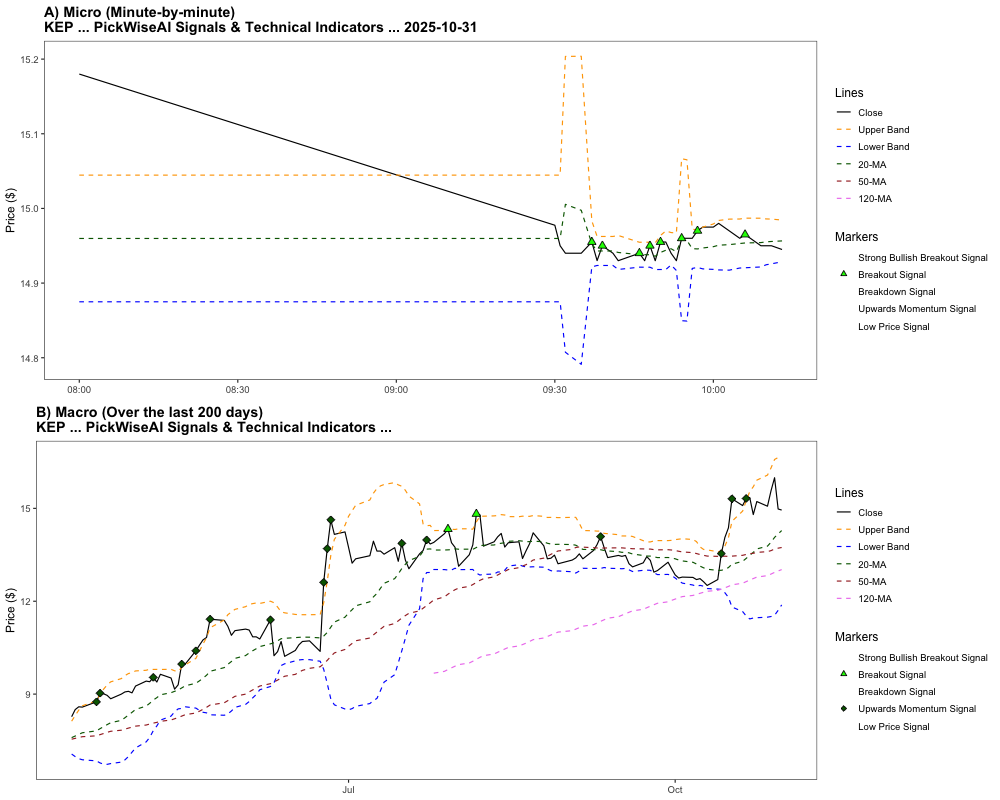 A) Micro (Minute-by-minute)
KEP ... PickWiseAI Signals & Technical Indicators ... 2025-10-31
Price ($)
15.2
15.1
15.0
14.9
14.8
08:00
08:30
09:00
09:30
10:00
Lines
Close
Upper Band
Lower Band
20-MA
50-MA
120-MA
Markers
Strong Bullish Breakout Signal
Breakout Signal
Breakdown Signal
Upwards Momentum Signal
Low Price Signal
B) Macro (Over the last 200 days)
KEP ... PickWiseAI Signals & Technical Indicators ...
Price ($)
15
12
9
Jul
Oct
Lines
Close
Upper Band
Lower Band
20-MA
50-MA
120-MA
Markers
Strong Bullish Breakout Signal
Breakout Signal
Breakdown Signal
Upwards Momentum Signal
Low Price Signal